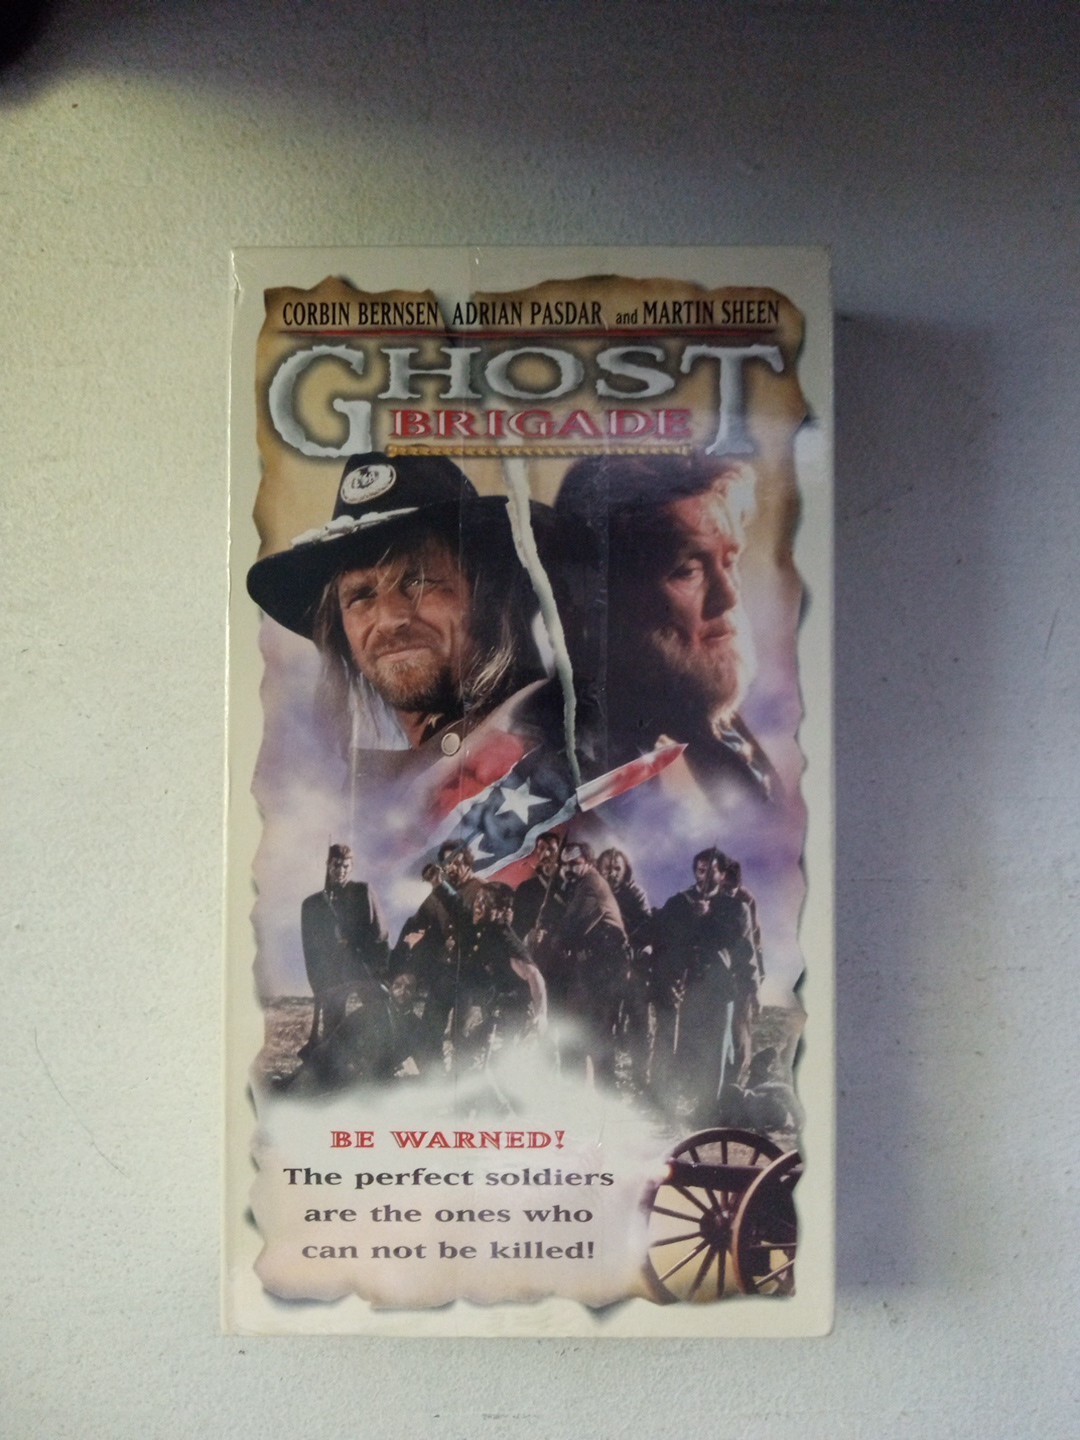 CORBIN BERNSEN ADRIAN PASDAR and MARTIN SHEEN
GHOST
BRIGADE
BE WARNED!
The perfect soldiers
are the ones who
can not be killed!